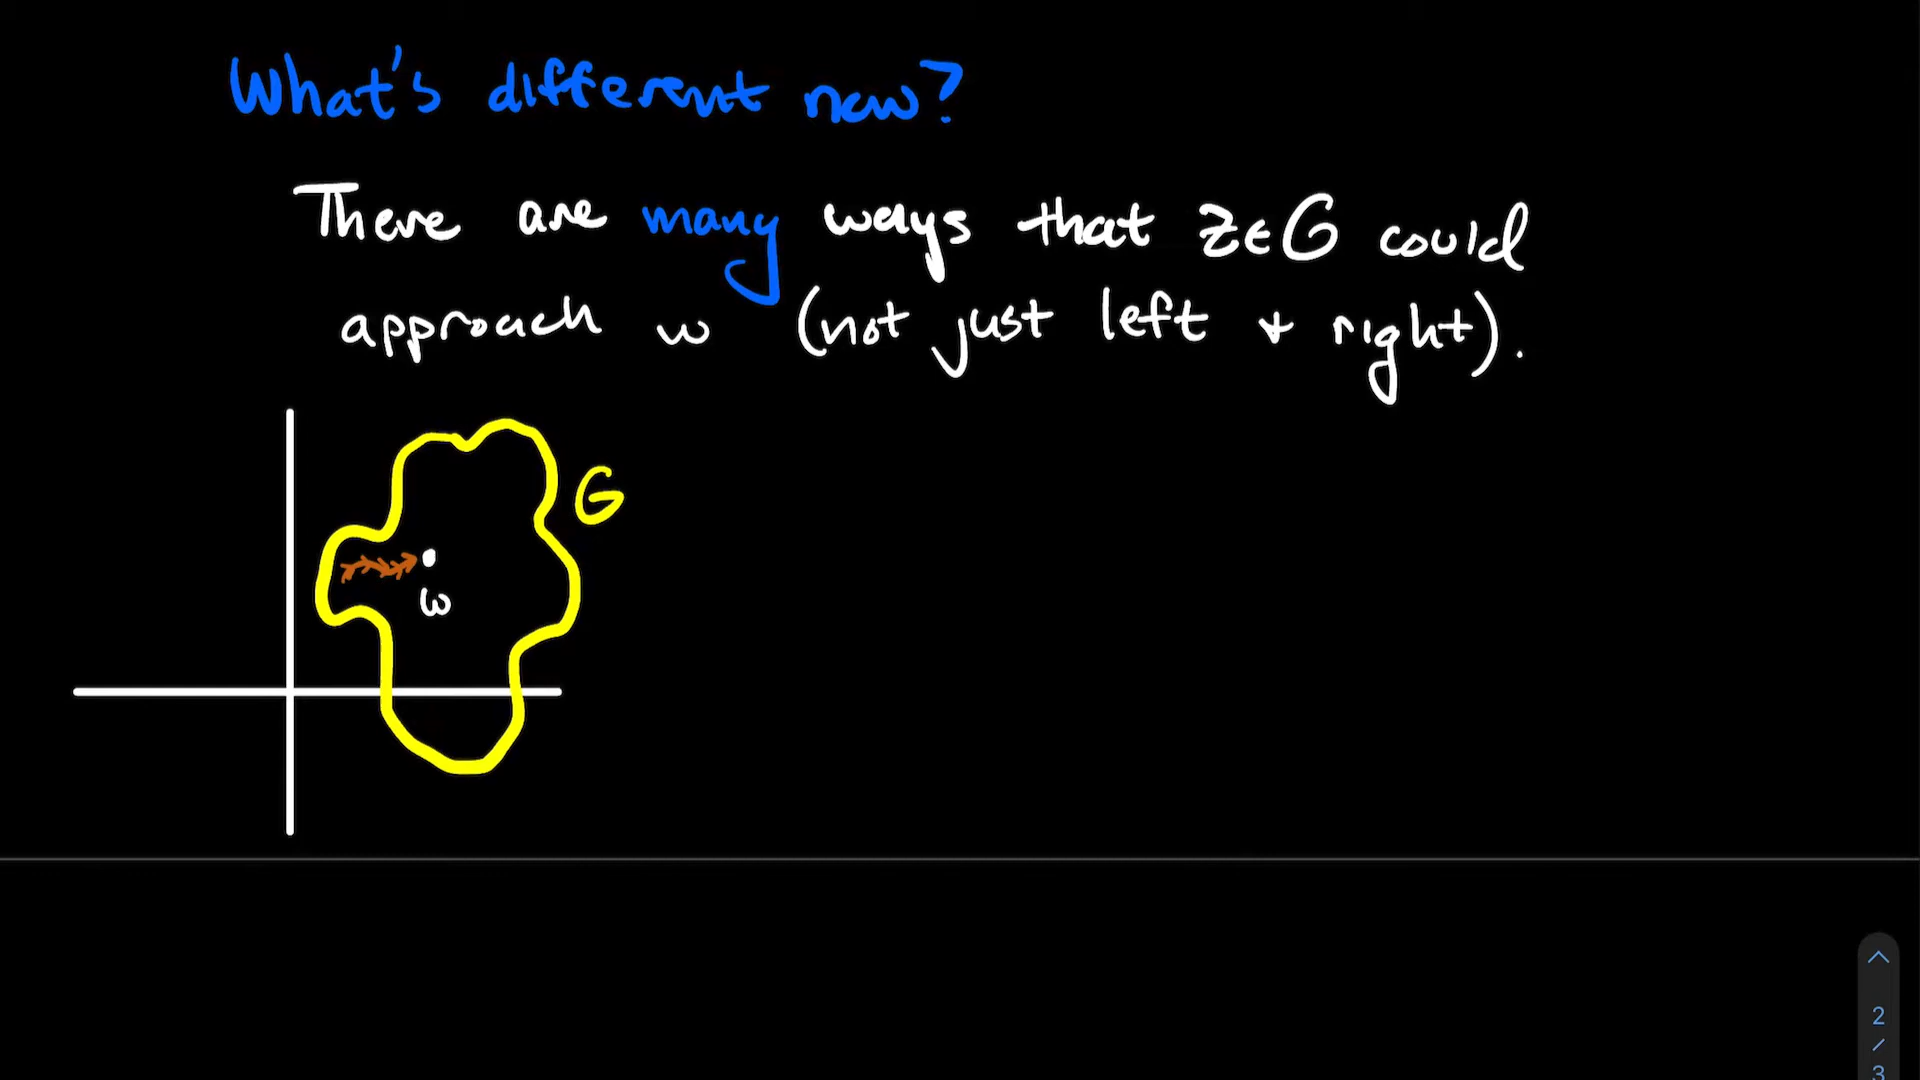 What's different now?
There are many ways that z∈G could
approach w (not just left + right).
G
w
2
/
3